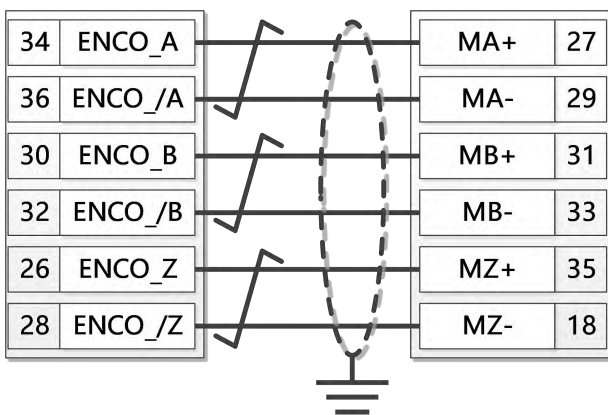 34 ENCO_A MA+ 27
36 ENCO_/A MA- 29
30 ENCO_B MB+ 31
32 ENCO_/B MB- 33
26 ENCO_Z MZ+ 35
28 ENCO_/Z MZ- 18